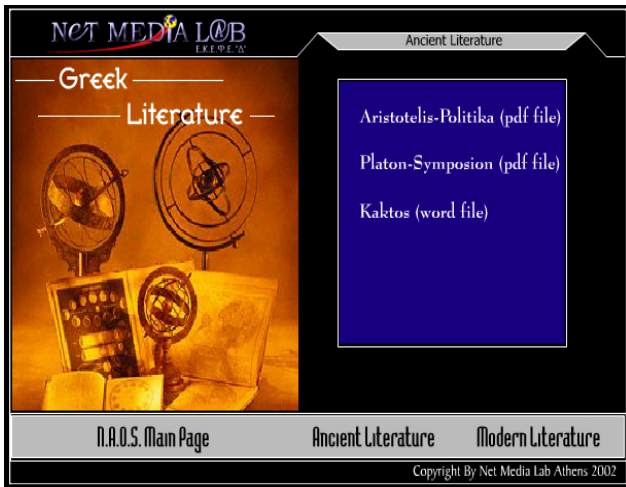 NET MEDIA L@B
Ε.Κ.Ε.Φ.Ε. "Δ"
Ancient Literature
Greek
Literature
Aristotelis-Politika (pdf file)
Platon-Symposion (pdf file)
Kaktos (word file)
N.A.O.S. Main Page
Ancient Literature
Modern Literature
Copyright By Net Media Lab Athens 2002